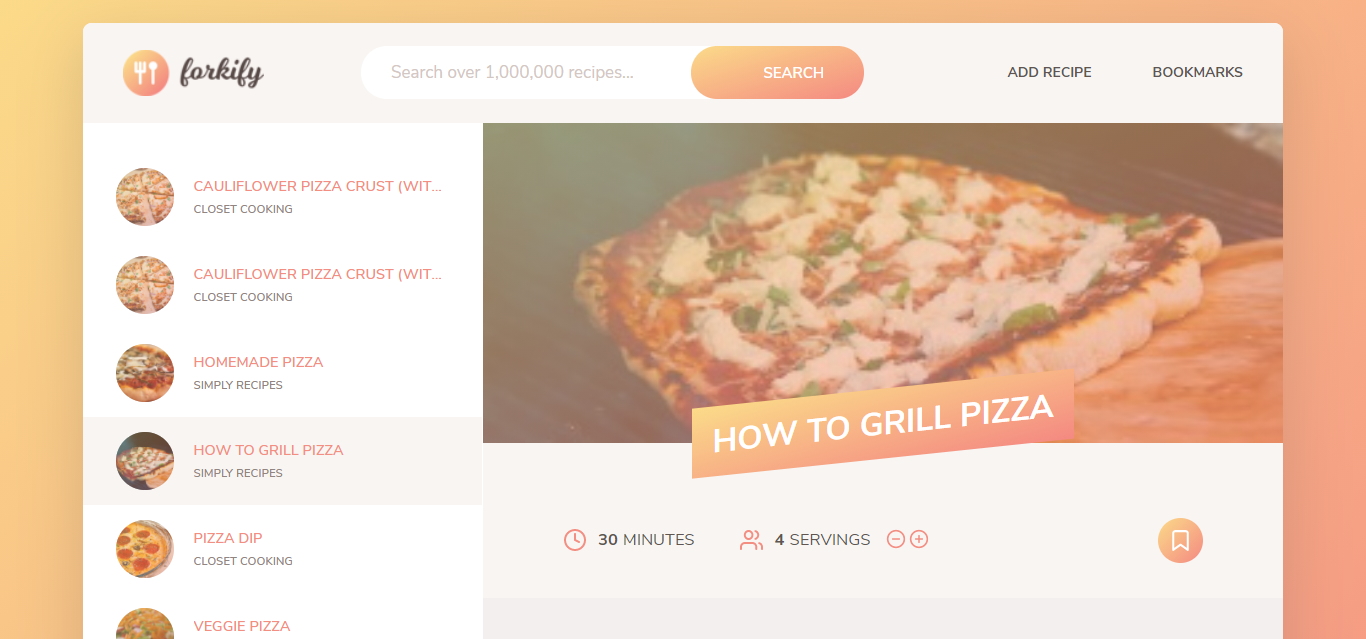 forkify
Search over 1,000,000 recipes...
SEARCH
ADD RECIPE
BOOKMARKS
CAULIFLOWER PIZZA CRUST (WIT...
CLOSET COOKING
CAULIFLOWER PIZZA CRUST (WIT...
CLOSET COOKING
HOMEMADE PIZZA
SIMPLY RECIPES
HOW TO GRILL PIZZA
SIMPLY RECIPES
PIZZA DIP
CLOSET COOKING
VEGGIE PIZZA
HOW TO GRILL PIZZA
30 MINUTES
4 SERVINGS